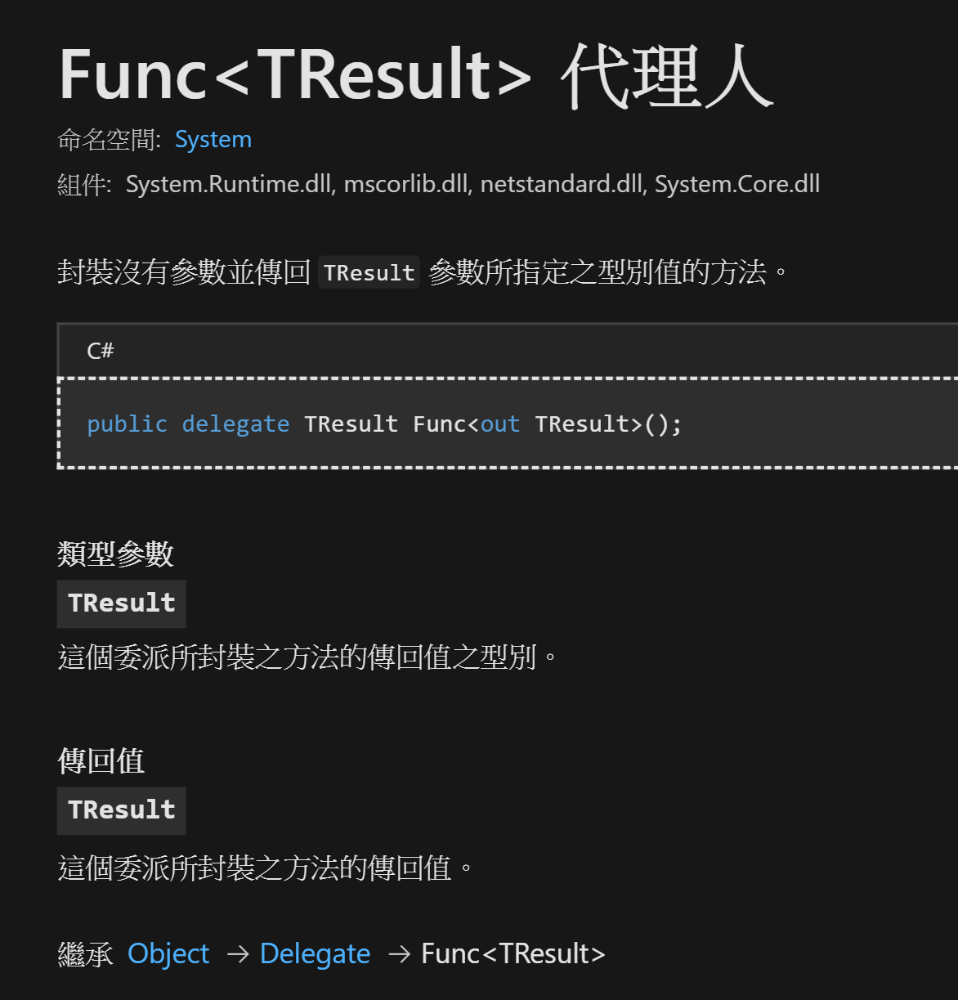 Func<TResult> 代理人
命名空間: System
組件: System.Runtime.dll, mscorlib.dll, netstandard.dll, System.Core.dll
封裝沒有參數並傳回 TResult 參數所指定之型別值的方法。
C#
public delegate TResult Func<out TResult>();
類型參數
TResult
這個委派所封裝之方法的傳回值之型別。
傳回值
TResult
這個委派所封裝之方法的傳回值。
繼承 Object → Delegate → Func<TResult>